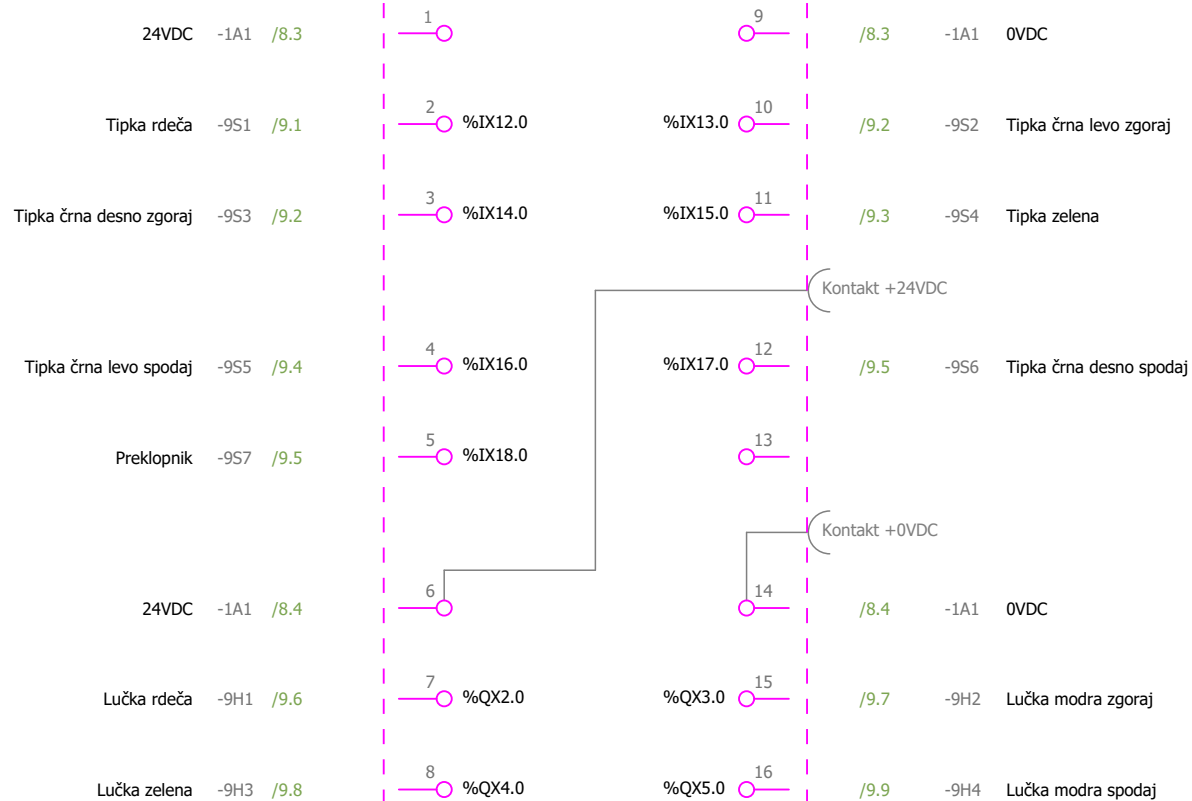 24VDC -1A1 /8.3 1 9 /8.3 -1A1 0VDC
Tipka rdeča -9S1 /9.1 2 %IX12.0 %IX13.0 10 /9.2 -9S2 Tipka črna levo zgoraj
Tipka črna desno zgoraj -9S3 /9.2 3 %IX14.0 %IX15.0 11 /9.3 -9S4 Tipka zelena
Kontakt +24VDC
Tipka črna levo spodaj -9S5 /9.4 4 %IX16.0 %IX17.0 12 /9.5 -9S6 Tipka črna desno spodaj
Preklopnik -9S7 /9.5 5 %IX18.0 13
Kontakt +0VDC
24VDC -1A1 /8.4 6 14 /8.4 -1A1 0VDC
Lučka rdeča -9H1 /9.6 7 %QX2.0 %QX3.0 15 /9.7 -9H2 Lučka modra zgoraj
Lučka zelena -9H3 /9.8 8 %QX4.0 %QX5.0 16 /9.9 -9H4 Lučka modra spodaj